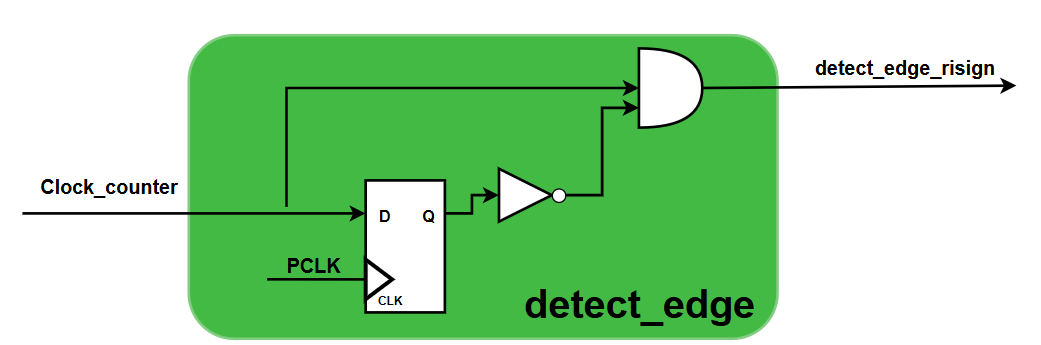 detect_edge_risign
Clock_counter
D
Q
PCLK
CLK
detect_edge